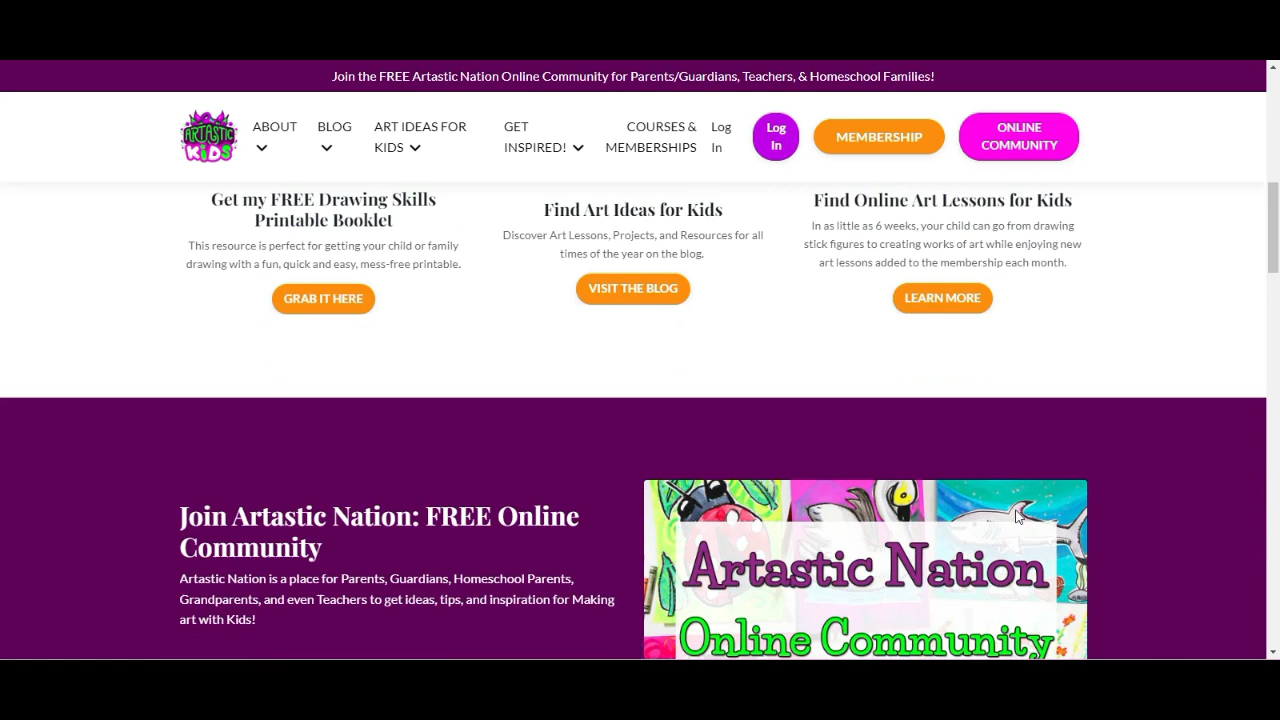 Join the FREE Artastic Nation Online Community for Parents/Guardians, Teachers, & Homeschool Families!
ARTASTIC
KIDS
ABOUT
BLOG
ART IDEAS FOR
KIDS
GET
INSPIRED!
COURSES &
MEMBERSHIPS
Log
In
Log
In
MEMBERSHIP
ONLINE
COMMUNITY
Get my FREE Drawing Skills
Printable Booklet
This resource is perfect for getting your child or family
drawing with a fun, quick and easy, mess-free printable.
GRAB IT HERE
Find Art Ideas for Kids
Discover Art Lessons, Projects, and Resources for all
times of the year on the blog.
VISIT THE BLOG
Find Online Art Lessons for Kids
In as little as 6 weeks, your child can go from drawing
stick figures to creating works of art while enjoying new
art lessons added to the membership each month.
LEARN MORE
Join Artastic Nation: FREE Online
Community
Artastic Nation is a place for Parents, Guardians, Homeschool Parents,
Grandparents, and even Teachers to get ideas, tips, and inspiration for Making
art with Kids!
Artastic Nation
Online Community